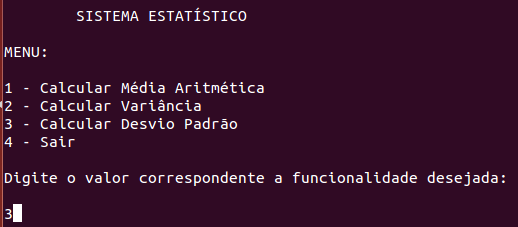 SISTEMA ESTATÍSTICO
MENU:
1 - Calcular Média Aritmética
2 - Calcular Variância
3 - Calcular Desvio Padrão
4 - Sair
Digite o valor correspondente a funcionalidade desejada:
3